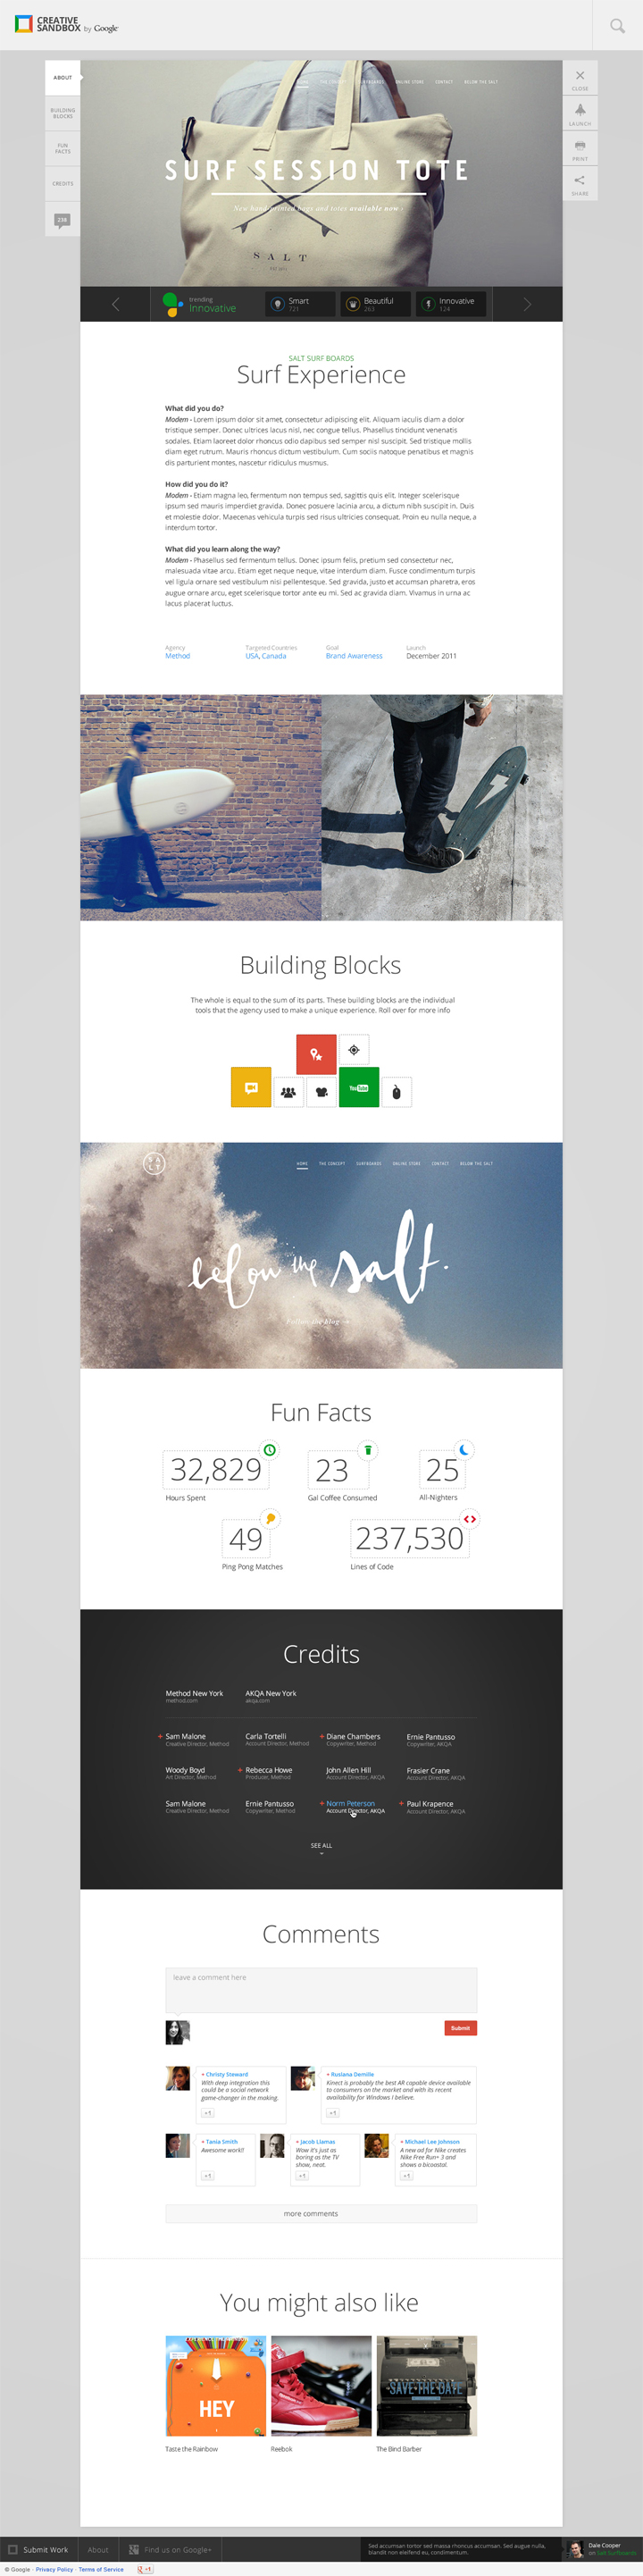 CREATIVE
SANDBOX by Google
ABOUT
BUILDING
BLOCKS
FUN
FACTS
CREDITS
238
CLOSE
LAUNCH
PRINT
SHARE
ONLINE STORE CONTACT BELOW THE SALT
SURF SESSION TOTE
New hand-printed bags and totes available now
SALT
trending
Innovative
Smart
721
Beautiful
263
Innovative
124
SALT SURF BOARDS
Surf Experience
What did you do?
Modern - Lorem ipsum dolor sit amet, consectetur adipiscing elit. Aliquam iaculis diam a dolor
tristique semper. Donec ultrices lacus nisl, nec congue tellus. Phasellus tincidunt venenatis
sodales. Etiam laoreet dolor rhoncus odio dapibus sed semper nisl suscipit. Sed tristique mollis
diam eget rutrum. Mauris rhoncus dictum vestibulum. Cum sociis natoque penatibus et magnis
dis parturient montes, nascetur ridiculus musmus.
How did you do it?
Modern - Etiam magna leo, fermentum non tempus sed, sagittis quis elit. Integer scelerisque
ipsum sed mauris imperdiet gravida. Donec posuere lacinia arcu, a dictum nibh suscipit in. Duis
et molestie dolor. Maecenas vehicula turpis sed risus ultricies consequat. Proin eu nulla neque, a
interdum tortor.
What did you learn along the way?
Modern - Phasellus sed fermentum tellus. Donec ipsum felis, pretium sed consectetur nec,
malesuada vitae arcu. Etiam eget neque neque, vitae interdum diam. Fusce condimentum turpis
vel ligula ornare sed vestibulum nisi pellentesque. Sed gravida, justo et accumsan pharetra, eros
augue ornare arcu, eget scelerisque tortor ante eu mi. Sed ac gravida diam. Vivamus in urna ac
lacus placerat luctus.
Agency
Method
Targeted Countries
USA, Canada
Goal
Brand Awareness
Launch
December 2011
Building Blocks
The whole is equal to the sum of its parts. These building blocks are the individual
tools that the agency used to make a unique experience. Roll over for more info
YouTube
SALT
HOME THE CONCEPT SURFBOARDS ONLINE STORE CONTACT BELOW THE SALT
below the salt.
Follow the blog
Fun Facts
32,829
Hours Spent
23
Gal Coffee Consumed
25
All-Nighters
49
Ping Pong Matches
237,530
Lines of Code
Credits
Method New York
method.com
AKQA New York
akqa.com
+ Sam Malone
Creative Director, Method
Carla Tortelli
Account Director, Method
+ Diane Chambers
Copywriter, Method
Ernie Pantusso
Copywriter, AKQA
Woody Boyd
Art Director, Method
+ Rebecca Howe
Producer, Method
John Allen Hill
Account Director, AKQA
Frasier Crane
Account Director, AKQA
Sam Malone
Creative Director, Method
Ernie Pantusso
Copywriter, Method
+ Norm Peterson
Account Director, AKQA
+ Paul Krapence
Account Director, AKQA
SEE ALL
Comments
leave a comment here
Submit
+ Christy Steward
With deep integration this
could be a social network
game-changer in the making.
+1
+ Ruslana Demille
Kinect is probably the best AR capable device available
to consumers on the market and with its recent
availability for Windows I believe.
+1
+ Tania Smith
Awesome work!!
+1
+ Jacob Llamas
Wow it's just as
boring as the TV
show, neat.
+1
+ Michael Lee Johnson
A new ad for Nike creates
Nike Free Run+ 3 and
shows a bicoastal.
+1
more comments
You might also like
HEY
SAVE THE DATE
Taste the Rainbow
Reebok
The Blind Barber
Submit Work
About
Find us on Google+
Sed accumsan tortor sed massa rhoncus accumsan. Sed augue nulla,
blandit non eleifend eu, condimentum.
Dale Cooper
on Salt Surfboards
© Google - Privacy Policy - Terms of Service
+1